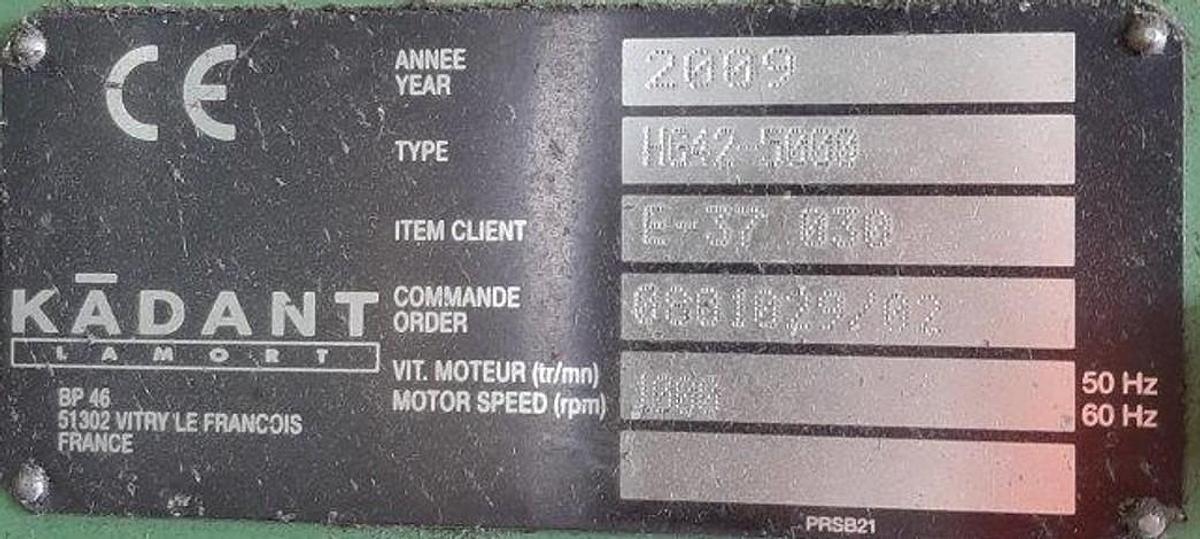 CE
ANNEE
YEAR
2009
TYPE
HG42-5000
ITEM CLIENT
E-37 030
KĀDANT
LAMORT
COMMANDE
ORDER
0801029/02
VIT. MOTEUR (tr/mn)
MOTOR SPEED (rpm)
50 Hz
60 Hz
BP 46
51302 VITRY LE FRANCOIS
FRANCE
PRSB21